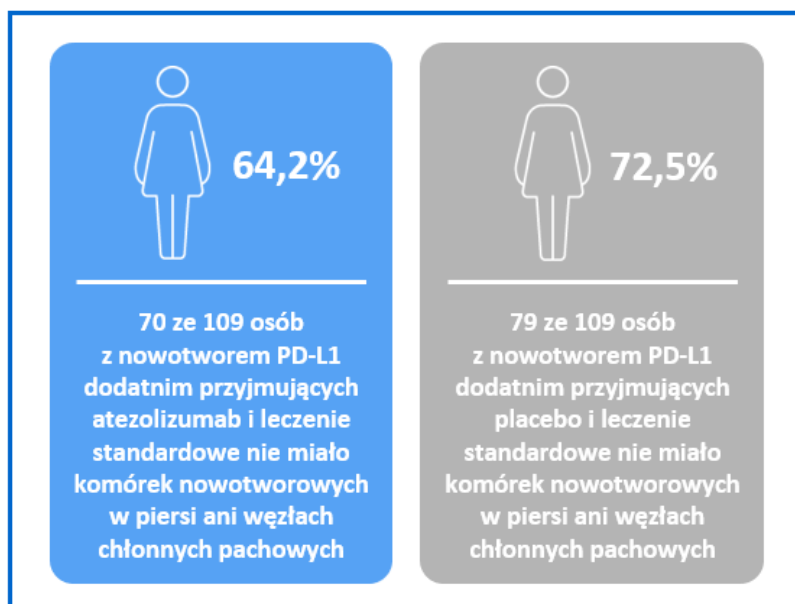 64,2%
70 ze 109 osób
z nowotworem PD-L1
dodatnim przyjmujących
atezolizumab i leczenie
standardowe nie miało
komórek nowotworowych
w piersi ani węzłach
chłonnych pachowych
72,5%
79 ze 109 osób
z nowotworem PD-L1
dodatnim przyjmujących
placebo i leczenie
standardowe nie miało
komórek nowotworowych
w piersi ani węzłach
chłonnych pachowych